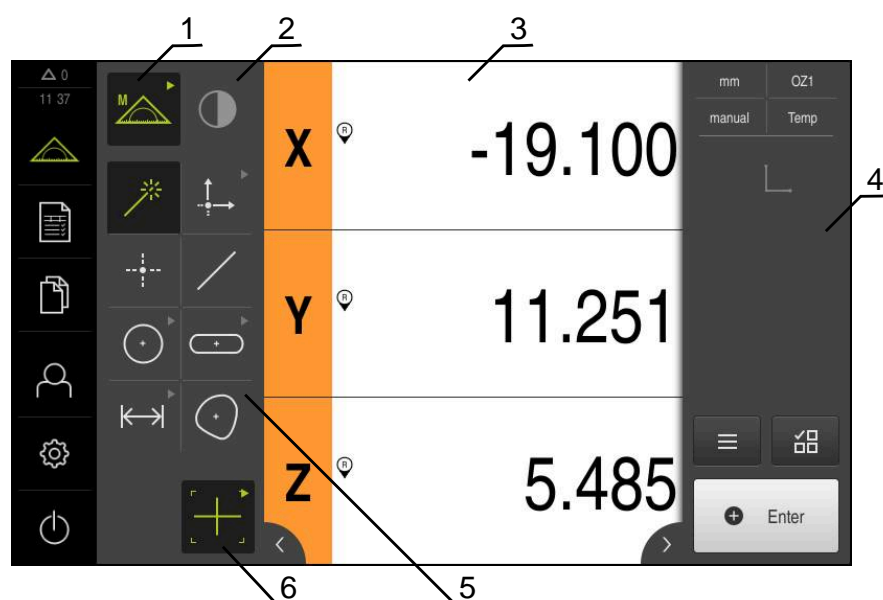 1 2 3
0
11 37
M
mm OZ1
manual Temp
X R -19.100
4
Y R 11.251
Z R 5.485
Enter
6 5